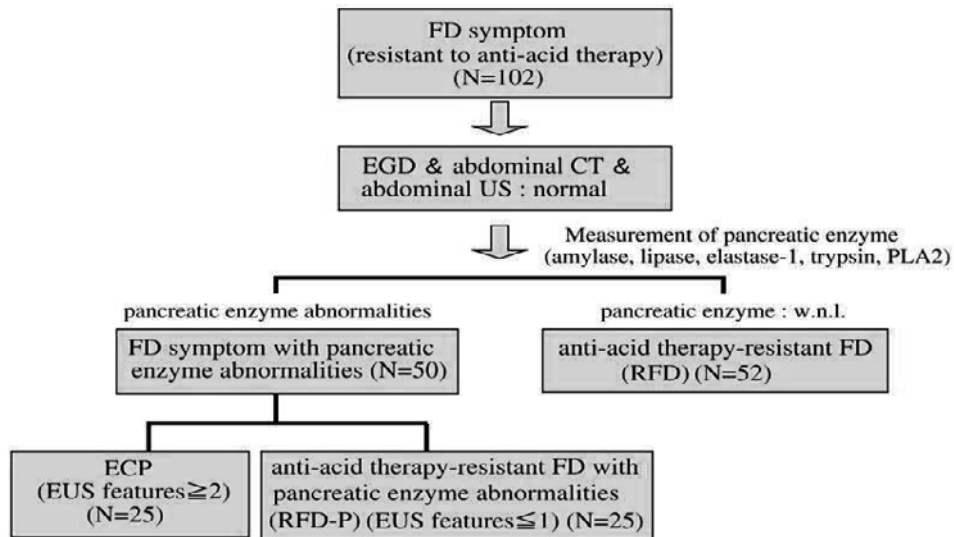 FD symptom
(resistant to anti-acid therapy)
(N=102)
EGD & abdominal CT &
abdominal US : normal
Measurement of pancreatic enzyme
(amylase, lipase, elastase-1, trypsin, PLA2)
pancreatic enzyme abnormalities
FD symptom with pancreatic
enzyme abnormalities (N=50)
pancreatic enzyme : w.n.l.
anti-acid therapy-resistant FD
(RFD) (N=52)
ECP
(EUS features≧2)
(N=25)
anti-acid therapy-resistant FD with
pancreatic enzyme abnormalities
(RFD-P) (EUS features≦1) (N=25)